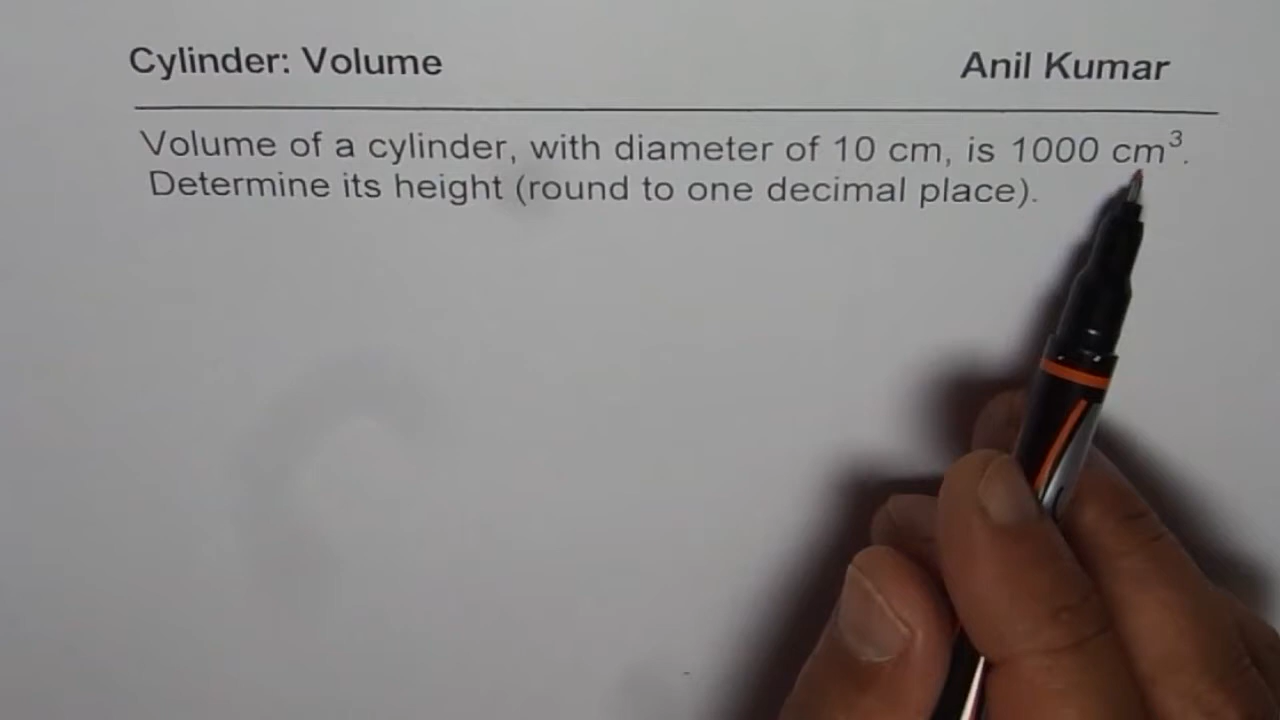 Cylinder: Volume Anil Kumar
Volume of a cylinder, with diameter of 10 cm, is 1000 cm³.
Determine its height (round to one decimal place).